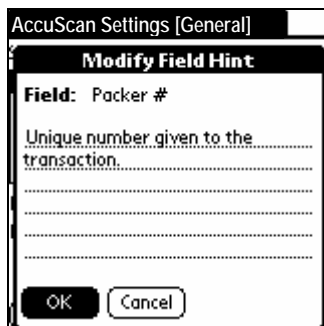 AccuScan Settings [General]
Modify Field Hint
Field: Packer #
Unique number given to the
transaction.
OK Cancel